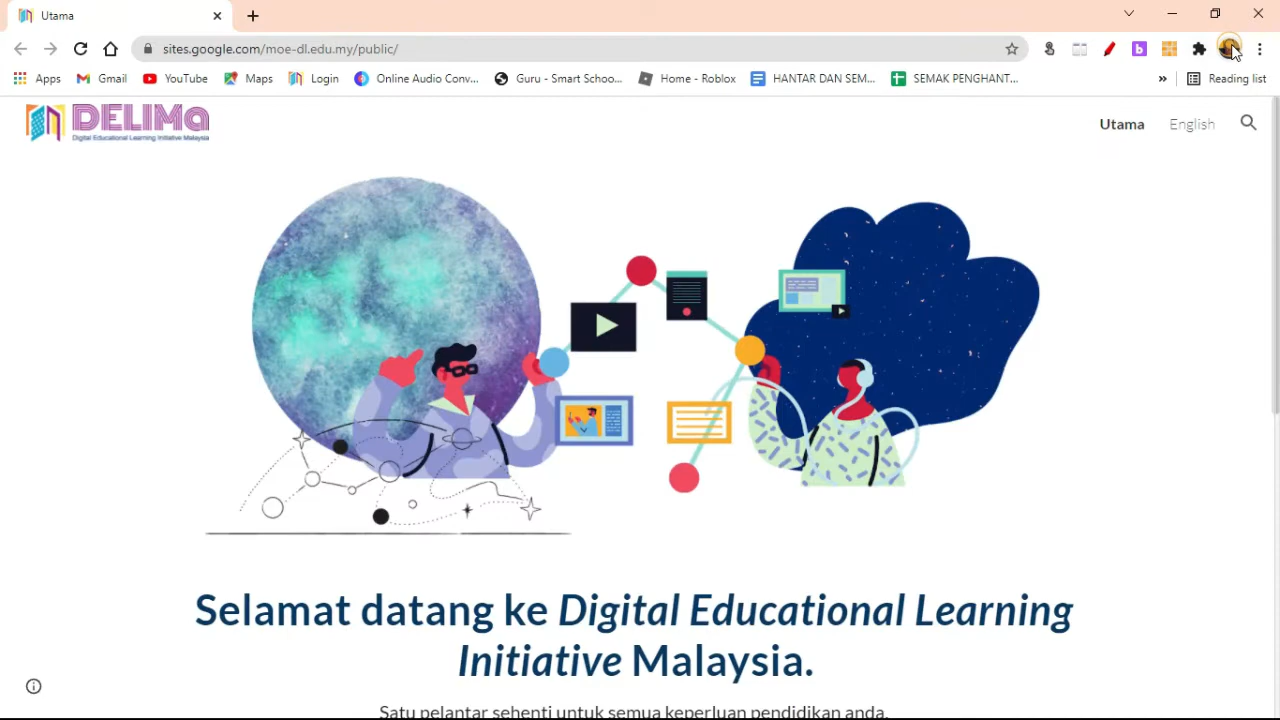 Utama
sites.google.com/moe-dl.edu.my/public/
Apps
Gmail
YouTube
Maps
Login
Online Audio Conv...
Guru - Smart Schoo...
Home - Roblox
HANTAR DAN SEM...
SEMAK PENGHANT...
»
Reading list
DELIMa
Digital Educational Learning Initiative Malaysia
Utama
English
Selamat datang ke Digital Educational Learning
Initiative Malaysia.
Satu pelantar sehenti untuk semua keperluan pendidikan anda.